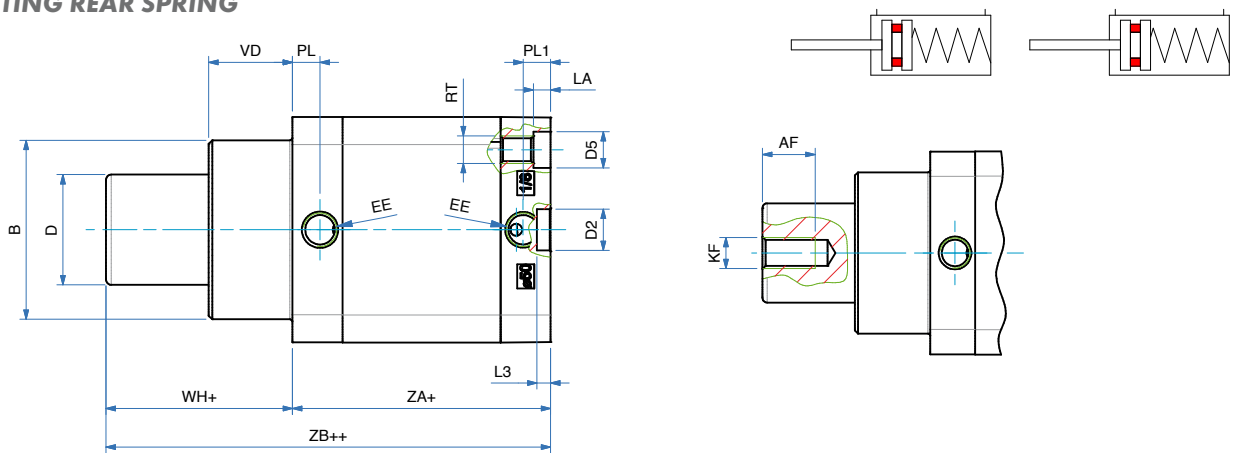 TING REAR SPRING
VD
PL
PL1
LA
RT
D5
1/8
EE
EE
B
D
D2
ø60
L3
WH+
ZA+
ZB++
AF
KF